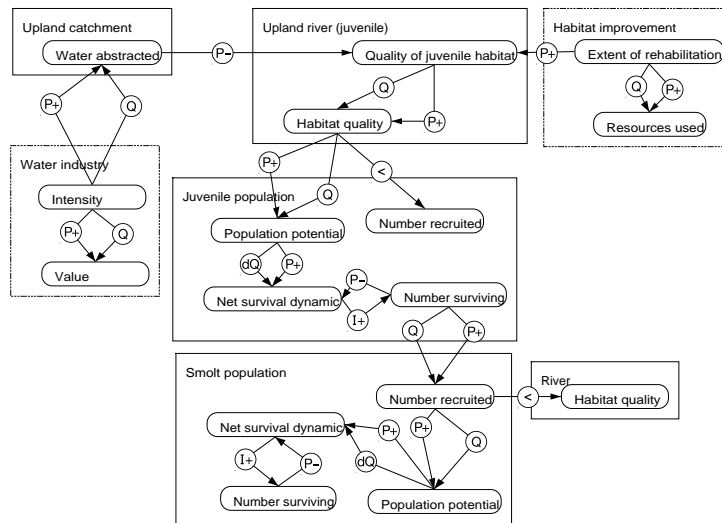 Upland catchment
Upland river (juvenile)
Habitat improvement
Water abstracted
P-
Quality of juvenile habitat
P+
Extent of rehabilitation
P+
Q
Q
P+
Q
P+
Habitat quality
Resources used
Water industry
P+
Q
<
Intensity
Juvenile population
P+
Q
Population potential
Number recruited
Value
dQ
P+
P-
Net survival dynamic
Number surviving
I+
Q
P+
Smolt population
River
Number recruited
<
Habitat quality
Net survival dynamic
P+
P+
Q
I+
P-
dQ
Number surviving
Population potential